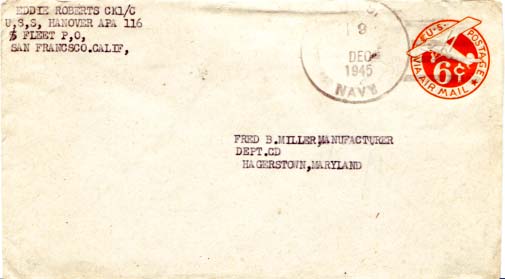 EDDIE ROBERTS CK1/C
U,S,S, HANOVER APA 116
% FLEET P,O,
SAN FRANCSCO.CALIF,
9
DEC
1945
NAVY
U.S. POSTAGE
6¢
VIA AIR MAIL
FRED B.MILLER,MANUFACTURER
DEPT.CD
HAGERSTOWN,MARYLAND